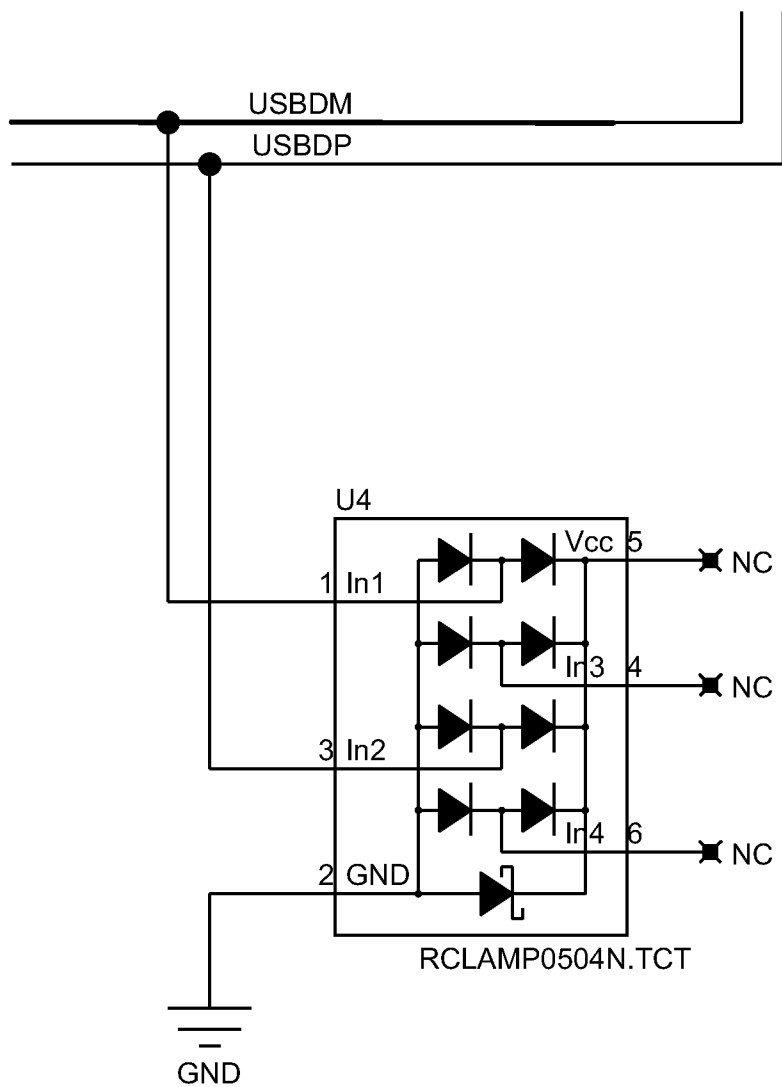 USBDM
USBDP
U4
Vcc 5
NC
1 In1
In3 4
NC
3 In2
In4 6
NC
2 GND
RCLAMP0504N.TCT
GND